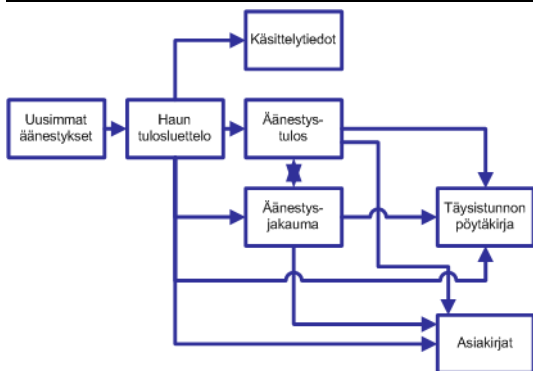 Käsittelytiedot
Uusimmat
äänestykset
Haun
tulosluettelo
Äänestys-
tulos
Äänestys-
jakauma
Täysistunnon
pöytäkirja
Asiakirjat